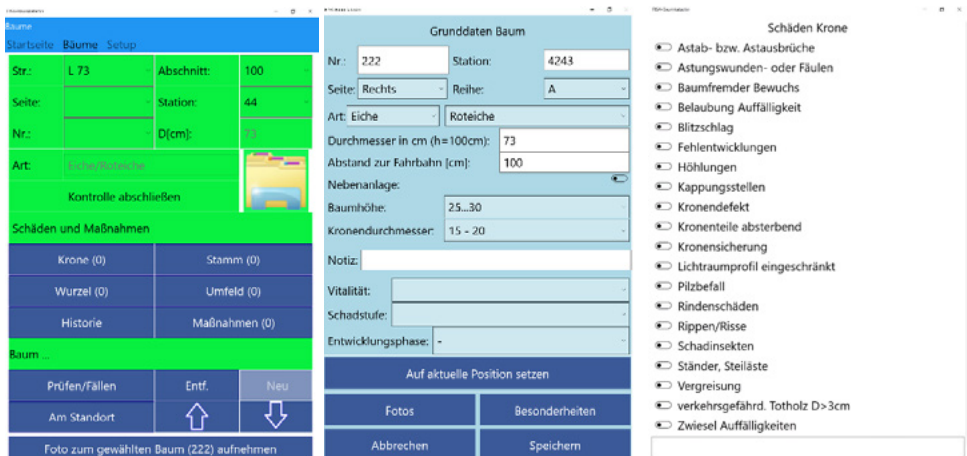 Bäume
Startseite Bäume Setup
Str.: L 73 Abschnitt: 100
Seite: Station: 44
Nr.: D[cm]: 73
Art: Eiche/Roteiche
Kontrolle abschließen
Schäden und Maßnahmen
Krone (0) Stamm (0)
Wurzel (0) Umfeld (0)
Historie Maßnahmen (0)
Baum ...
Prüfen/Fällen Entf. Neu
Am Standort
Foto zum gewählten Baum (222) aufnehmen
Grunddaten Baum
Nr.: 222 Station: 4243
Seite: Rechts Reihe: A
Art: Eiche Roteiche
Durchmesser in cm (h=100cm): 73
Abstand zur Fahrbahn [cm]: 100
Nebenanlage:
Baumhöhe: 25...30
Kronendurchmesser: 15 - 20
Notiz:
Vitalität:
Schadstufe:
Entwicklungsphase: -
Auf aktuelle Position setzen
Fotos Besonderheiten
Abbrechen Speichern
Schäden Krone
Astab- bzw. Astausbrüche
Astungswunden- oder Fäulen
Baumfremder Bewuchs
Belaubung Auffälligkeit
Blitzschlag
Fehlentwicklungen
Höhlungen
Kappungsstellen
Kronendefekt
Kronenteile absterbend
Kronensicherung
Lichtraumprofil eingeschränkt
Pilzbefall
Rindenschäden
Rippen/Risse
Schadinsekten
Ständer, Steiläste
Vergreisung
verkehrsgefährd. Totholz D>3cm
Zwiesel Auffälligkeiten